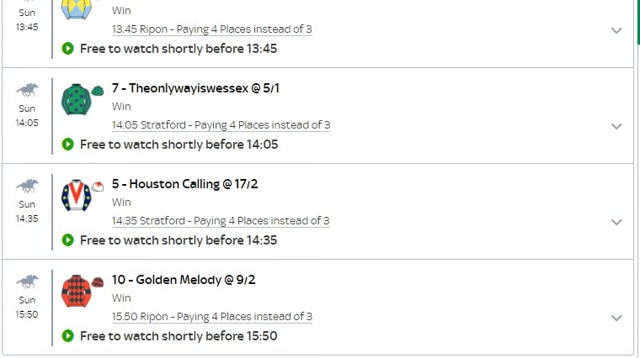 Sun
13:45
Win
13.45 Ripon - Paying 4 Places instead of 3
Free to watch shortly before 13:45
Sun
14:05
7 - Theonlywayiswessex @ 5/1
Win
14.05 Stratford - Paying 4 Places instead of 3
Free to watch shortly before 14:05
Sun
14:35
5 - Houston Calling @ 17/2
Win
14.35 Stratford - Paying 4 Places instead of 3
Free to watch shortly before 14:35
Sun
15:50
10 - Golden Melody @ 9/2
Win
15.50 Ripon - Paying 4 Places instead of 3
Free to watch shortly before 15:50